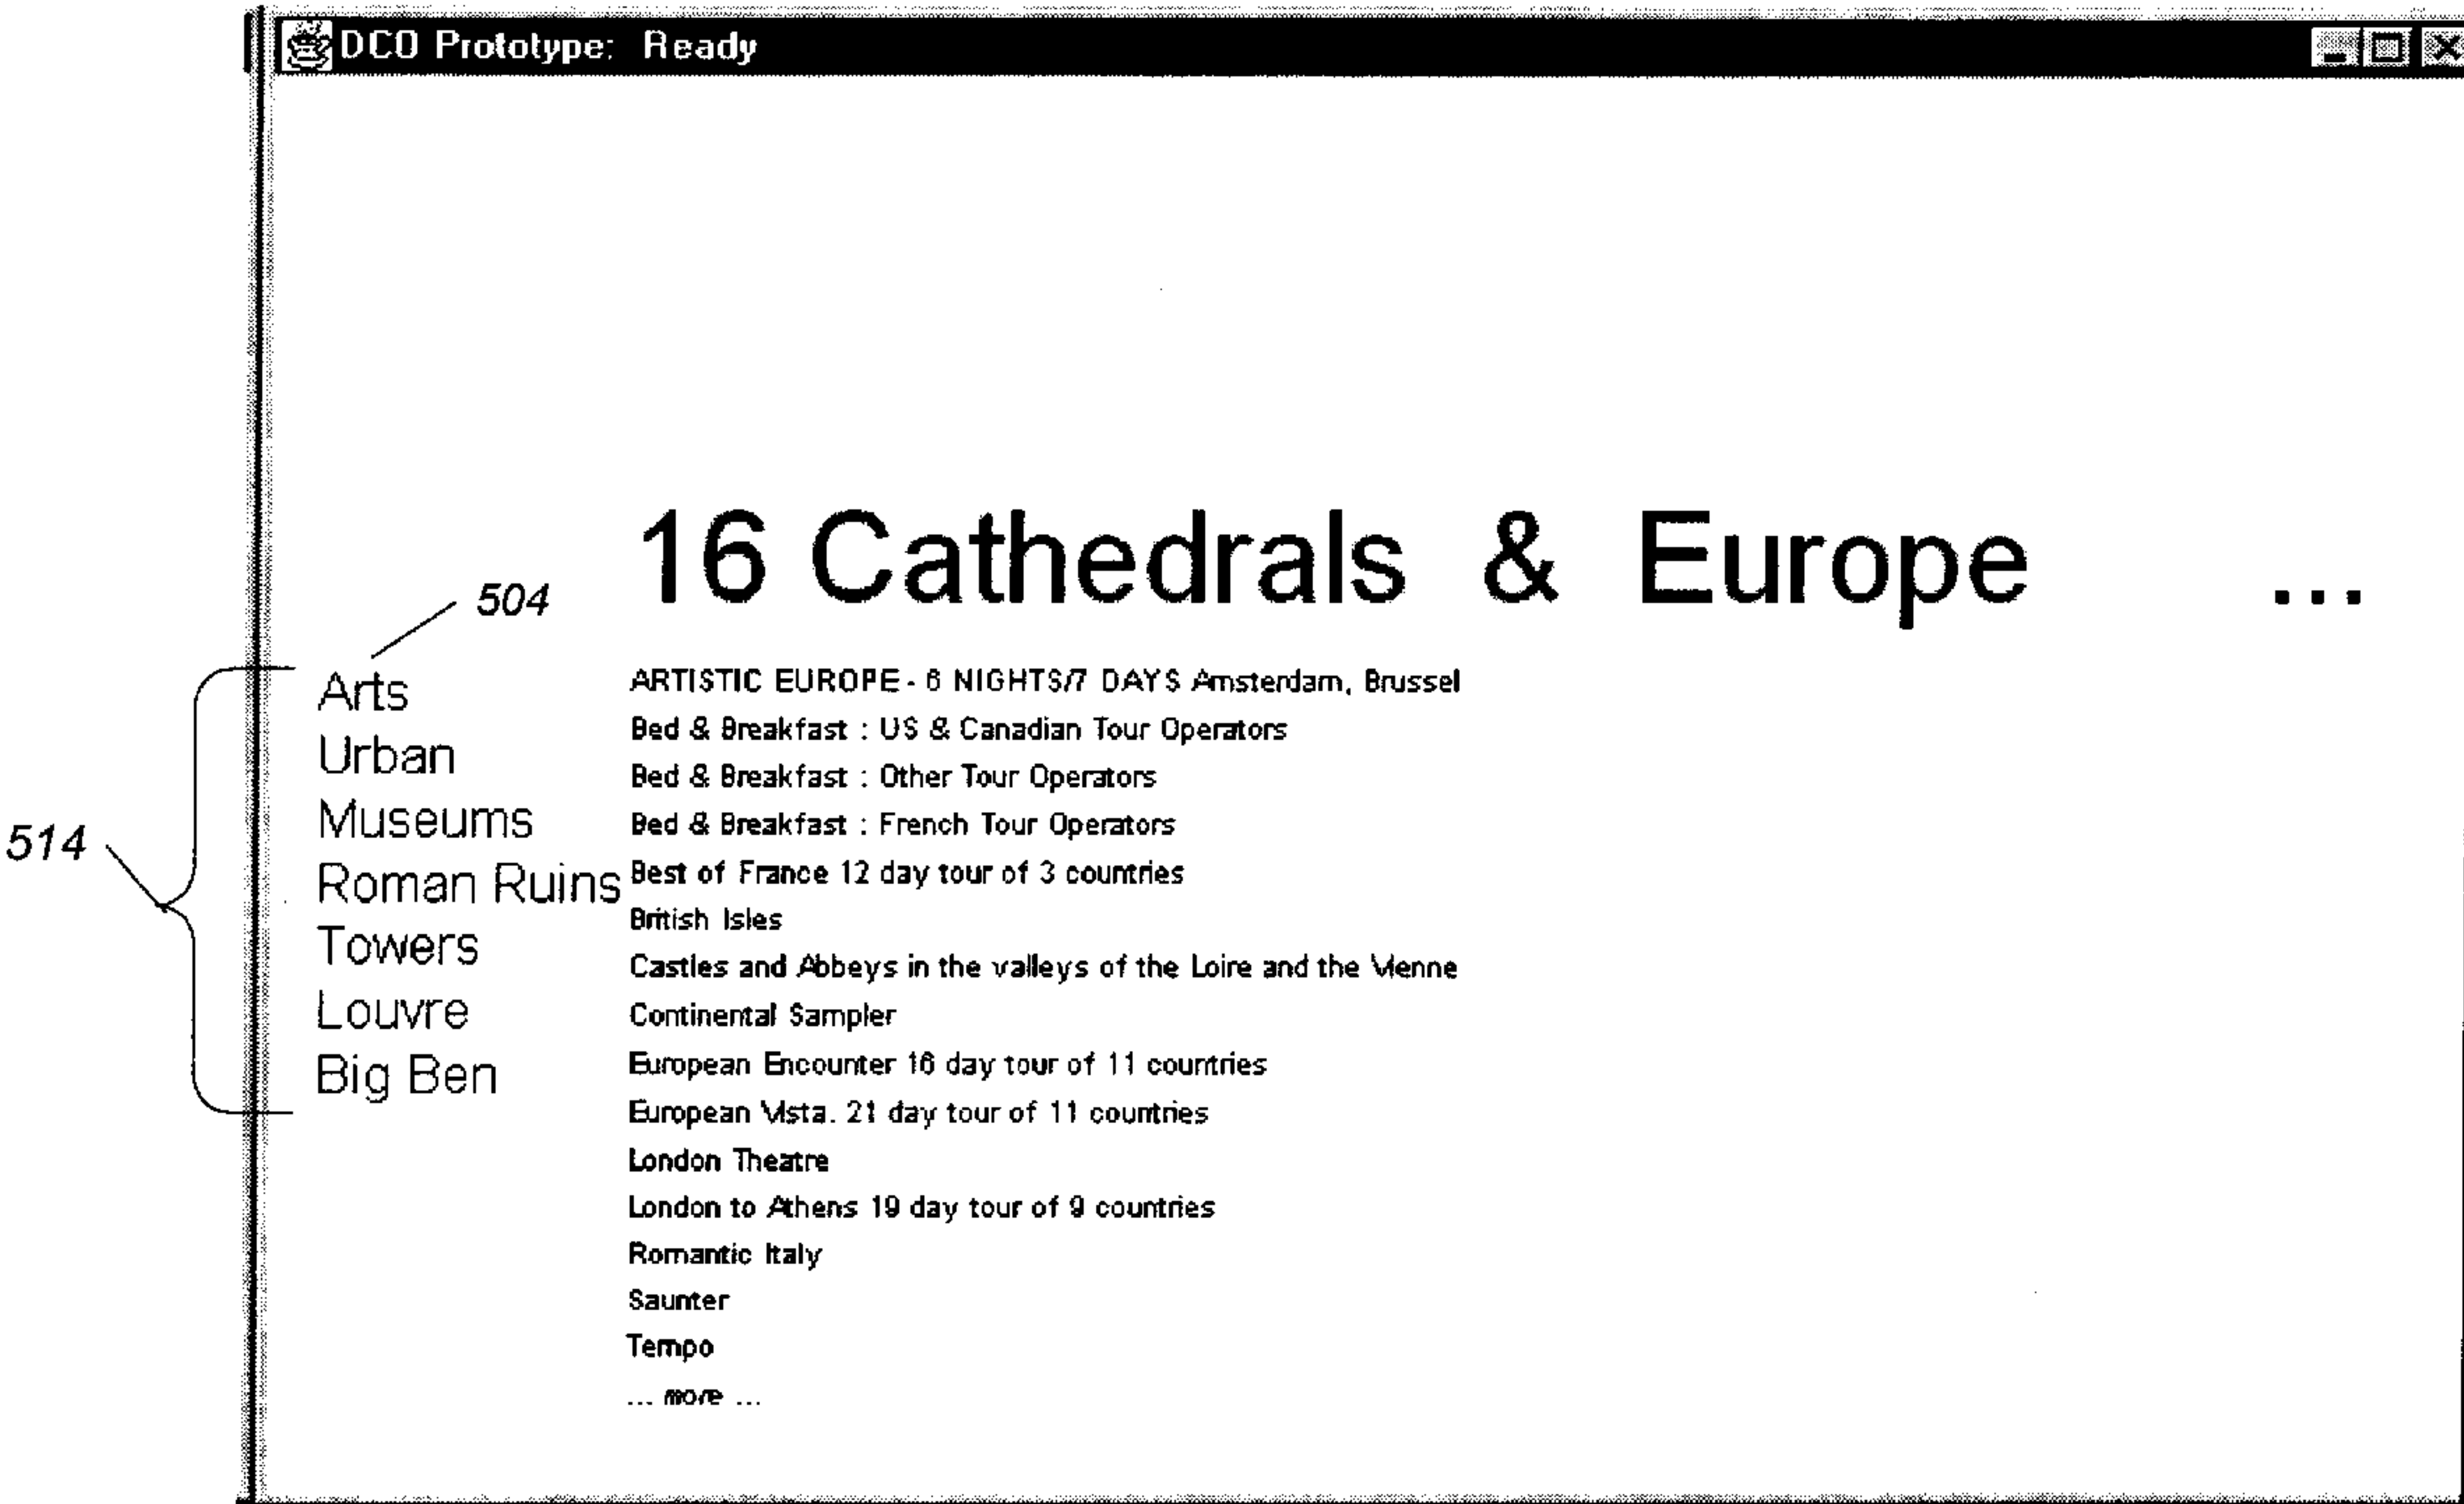 DCO Prototype: Ready
16 Cathedrals & Europe ...
504
514
Arts
Urban
Museums
Roman Ruins
Towers
Louvre
Big Ben
ARTISTIC EUROPE - 6 NIGHTS/7 DAYS Amsterdam, Brussel
Bed & Breakfast : US & Canadian Tour Operators
Bed & Breakfast : Other Tour Operators
Bed & Breakfast : French Tour Operators
Best of France 12 day tour of 3 countries
British Isles
Castles and Abbeys in the valleys of the Loire and the Vienne
Continental Sampler
European Encounter 16 day tour of 11 countries
European Vista. 21 day tour of 11 countries
London Theatre
London to Athens 19 day tour of 9 countries
Romantic Italy
Saunter
Tempo
... more ...